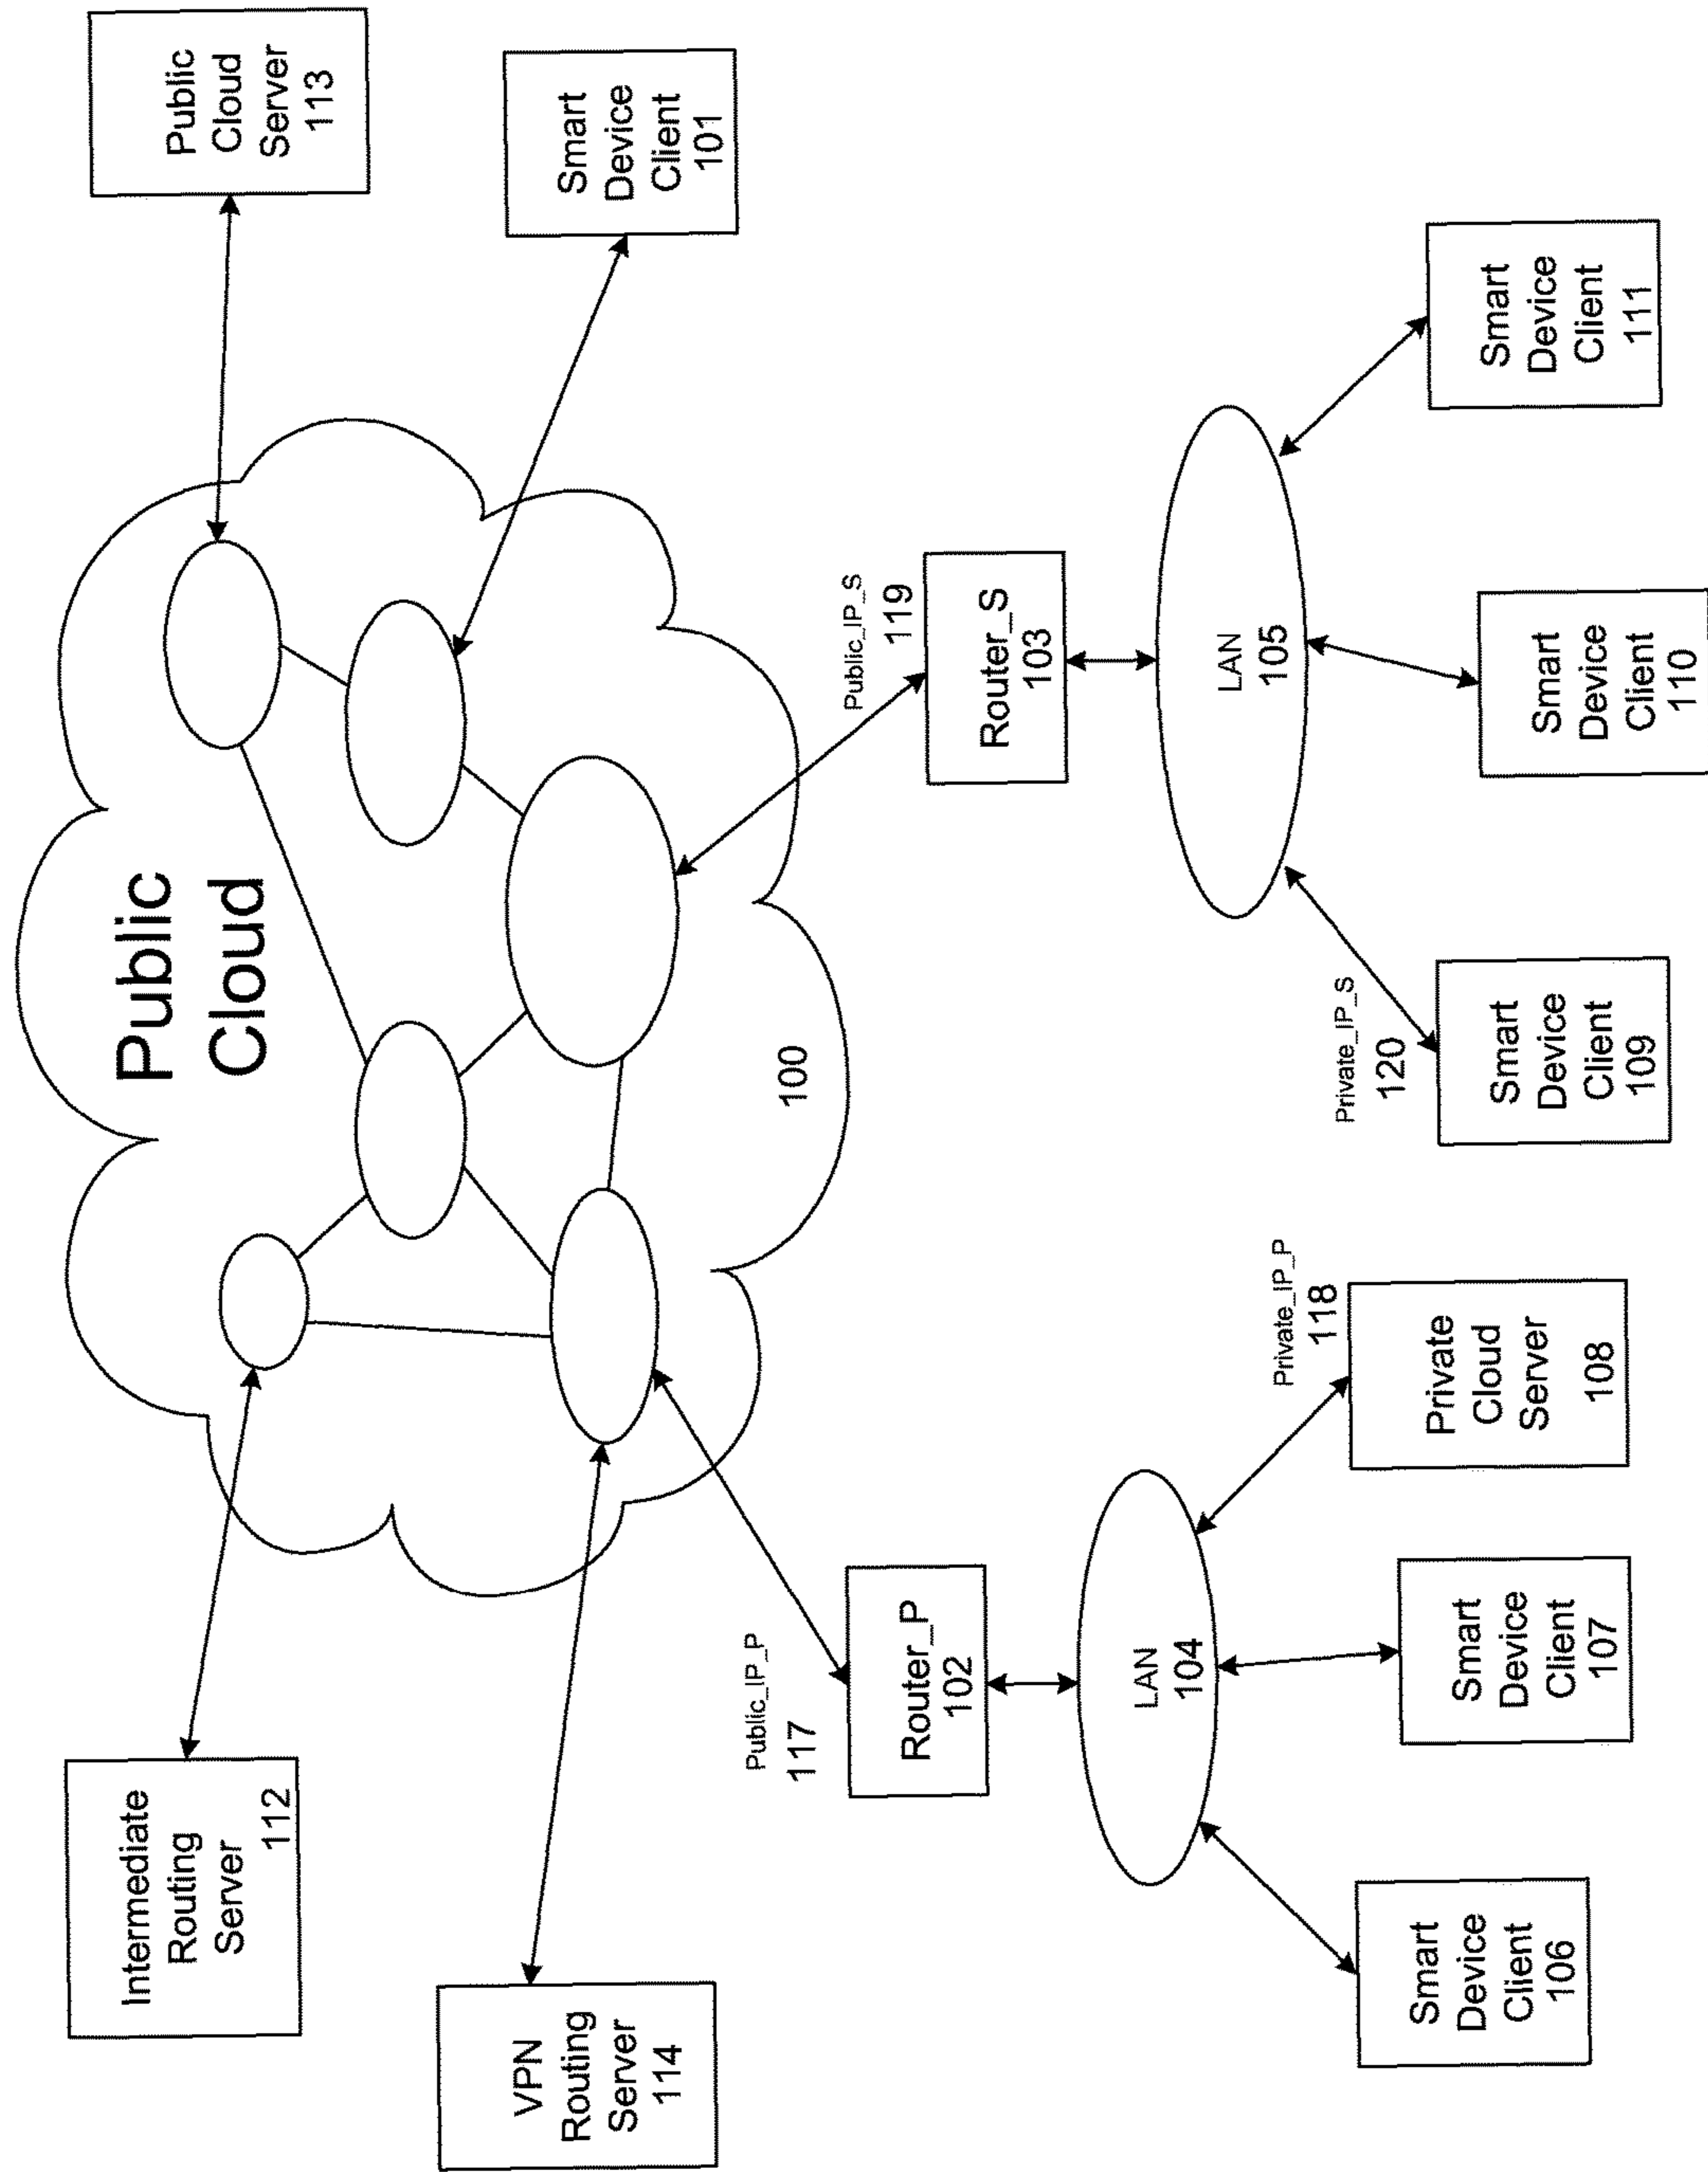 Public
Cloud
100
Intermediate
Routing
Server
112
VPN
Routing
Server
114
Public
Cloud
Server
113
Smart
Device
Client
101
Public_IP_P
117
Router_P
102
LAN
104
Smart
Device
Client
106
Smart
Device
Client
107
Private_IP_P
118
Private
Cloud
Server
108
Public_IP_S
119
Router_S
103
LAN
105
Private_IP_S
120
Smart
Device
Client
109
Smart
Device
Client
110
Smart
Device
Client
111